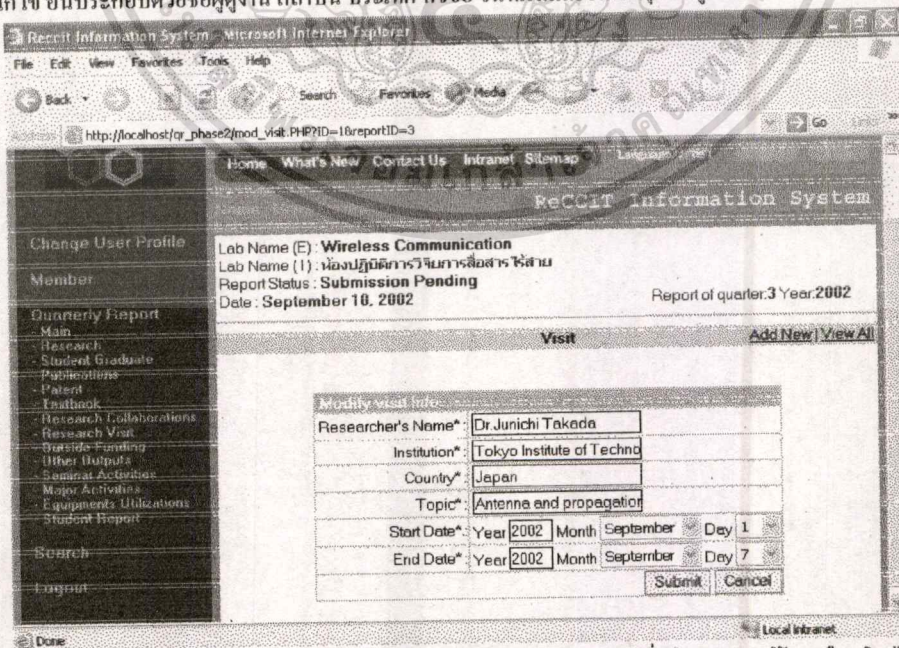 Reccit Information System - Microsoft Internet Explorer
File Edit View Favorites Tools Help
Back Search Favorites Media
Address http://localhost/qr_phase2/mod_visit.PHP?ID=1&reportID=3 Go Links
Home What's New Contact Us Intranet Sitemap
ReCCIT Information System
Change User Profile
Member
Quarterly Report
- Main
- Research
- Student Graduate
- Publications
- Patent
- Textbook
- Research Collaborations
- Research Visit
- Outside Funding
- Other Outputs
- Seminar Activities
- Major Activities
- Equipments Utilizations
- Student Report
Search
Logout
Lab Name (E) : Wireless Communication
Lab Name (T) : ห้องปฏิบัติการวิจัยการสื่อสารไร้สาย
Report Status : Submission Pending
Date : September 10, 2002 Report of quarter:3 Year:2002
Visit Add New | View All
Modify visit Info
Researcher's Name* : Dr.Junichi Takada
Institution* : Tokyo Institute of Techno
Country* : Japan
Topic* : Antenna and propagation
Start Date* : Year 2002 Month September Day 1
End Date* : Year 2002 Month September Day 7
Submit Cancel
Done Local intranet